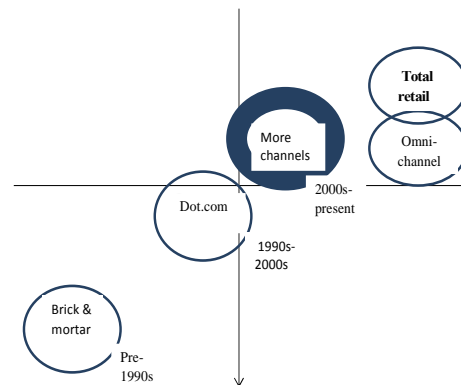 Total
retail
Omni-
channel
More
channels
2000s-
present
Dot.com
1990s-
2000s
Brick &
mortar
Pre-
1990s